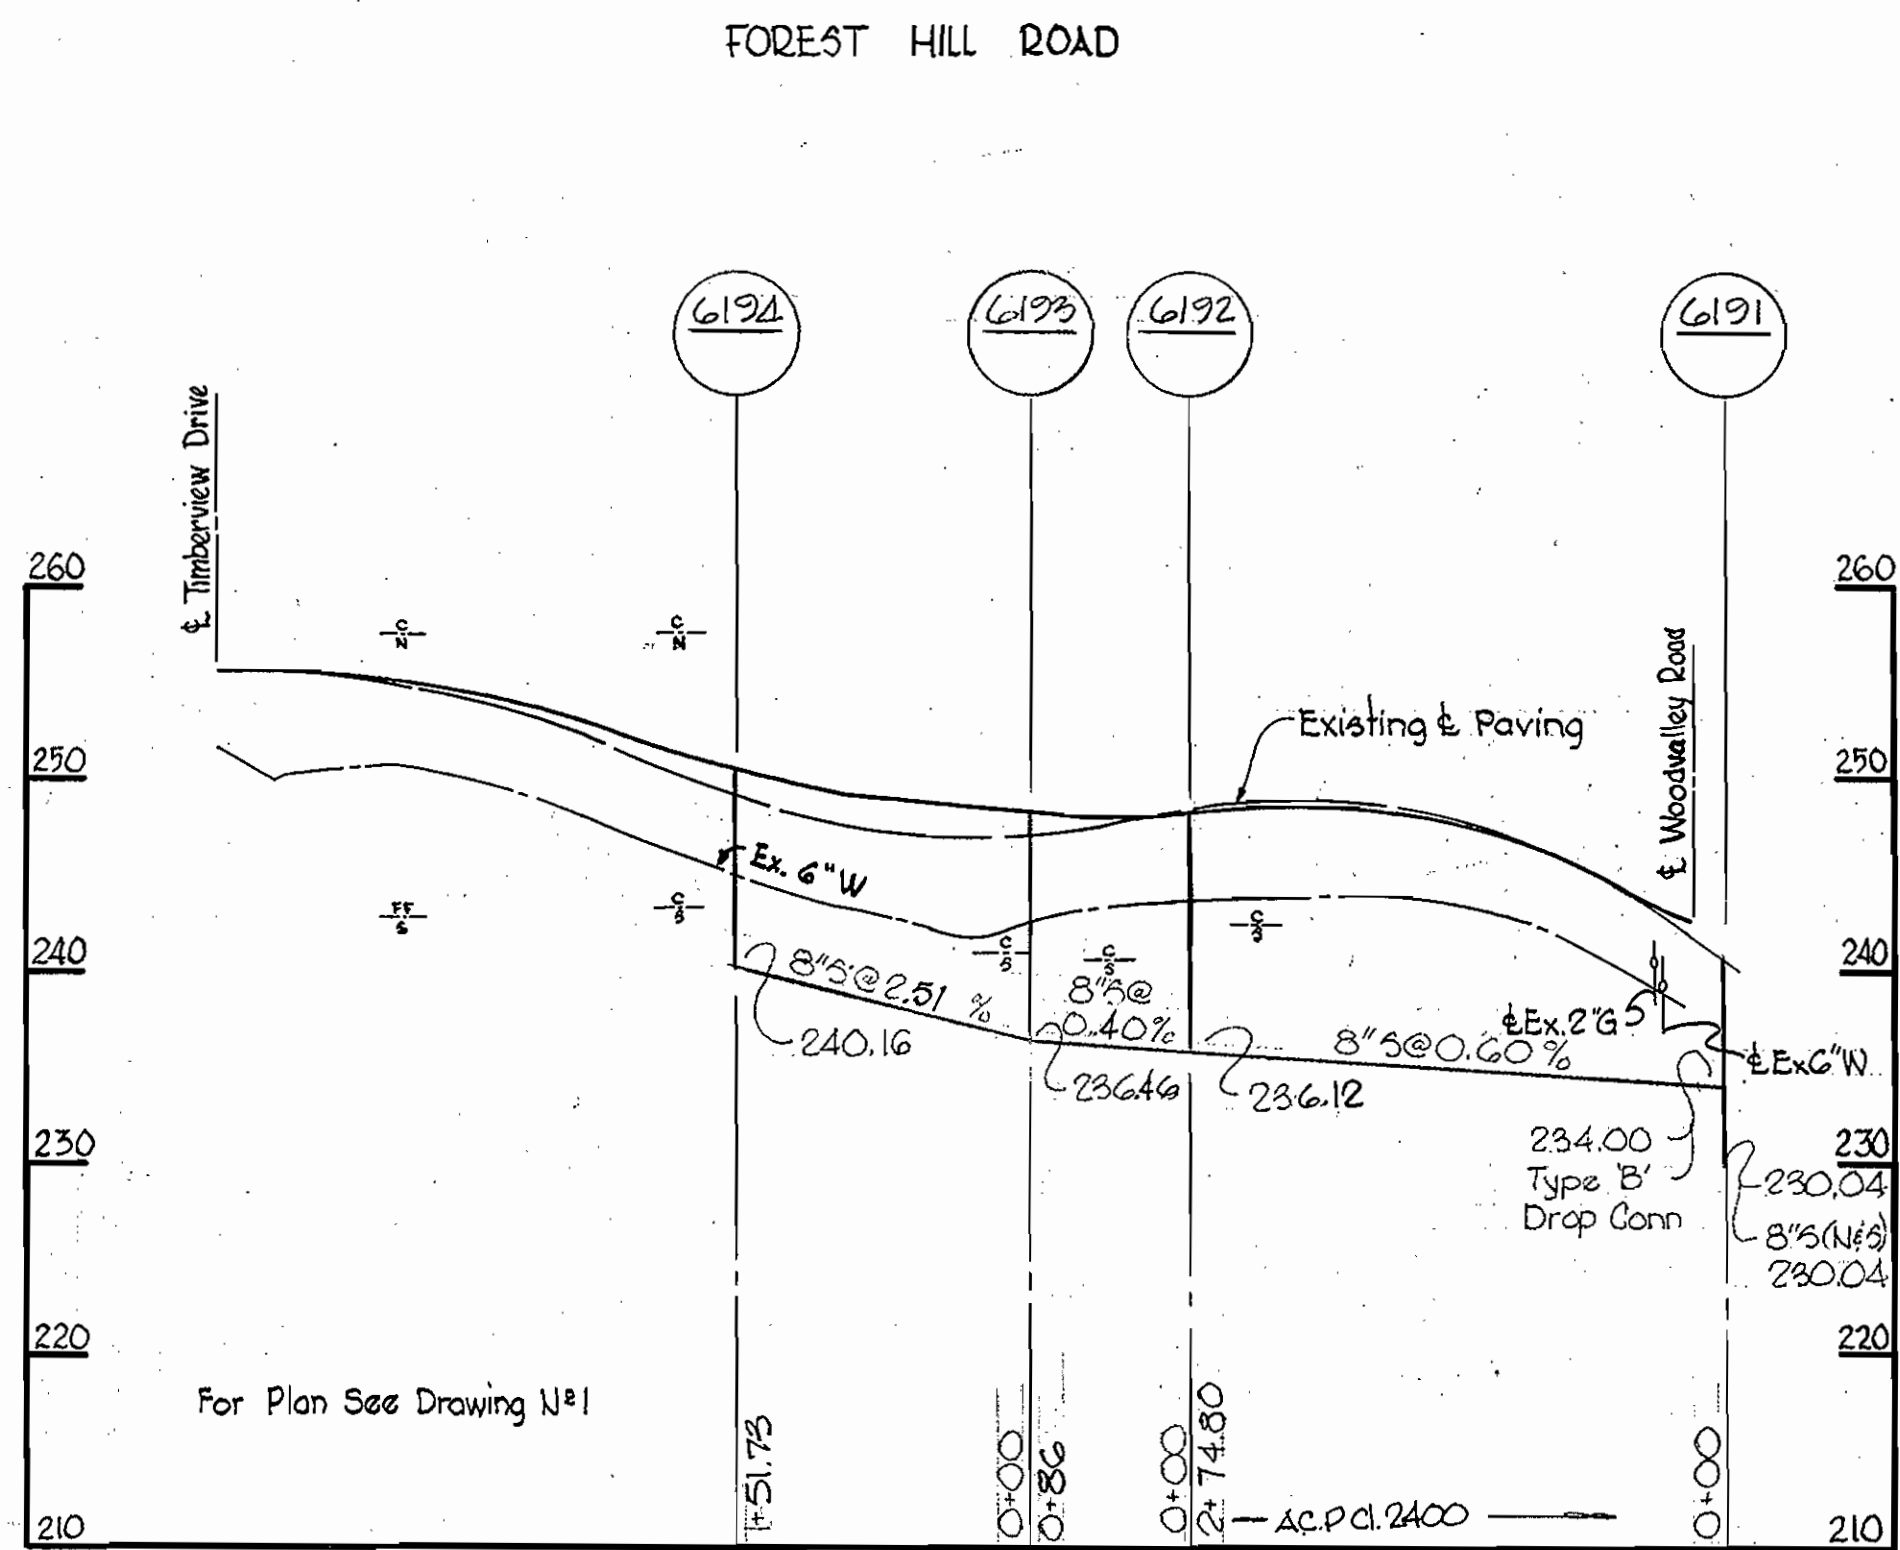 FOREST HILL ROAD
6194
6193
6192
6191
℄ Timberview Drive
260
260
C N
C N
Existing ℄ Paving
℄ Woodvalley Road
250
250
Ex. 6"W
FF S
C S
C S
C S
C S
240
240
8"S@2.51 %
8"S@
0.40%
℄Ex.2"G
8"S@0.60%
℄Ex6"W
240.16
236.46
236.12
234.00
Type 'B'
Drop Conn
230
230
230.04
8"S(N&S)
230.04
220
220
For Plan See Drawing Nº1
1+51.73
0+00
0+86
0+00
2+74.80
A.C.P Cl.2400
0+00
210
210